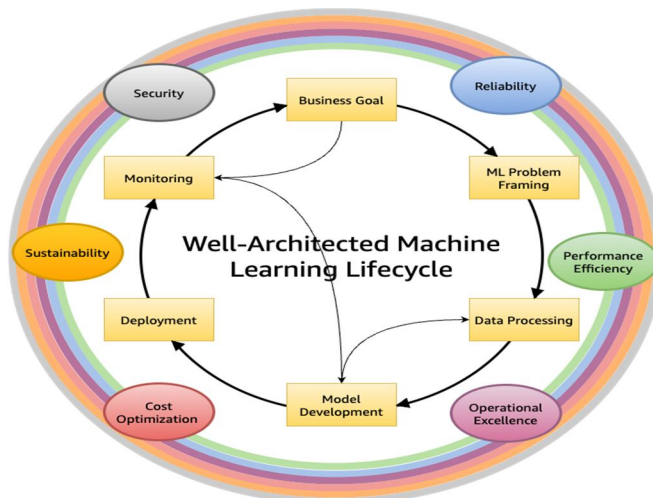 Security
Reliability
Business Goal
Monitoring
ML Problem
Framing
Sustainability
Well-Architected Machine
Learning Lifecycle
Performance
Efficiency
Deployment
Data Processing
Cost
Optimization
Model
Development
Operational
Excellence